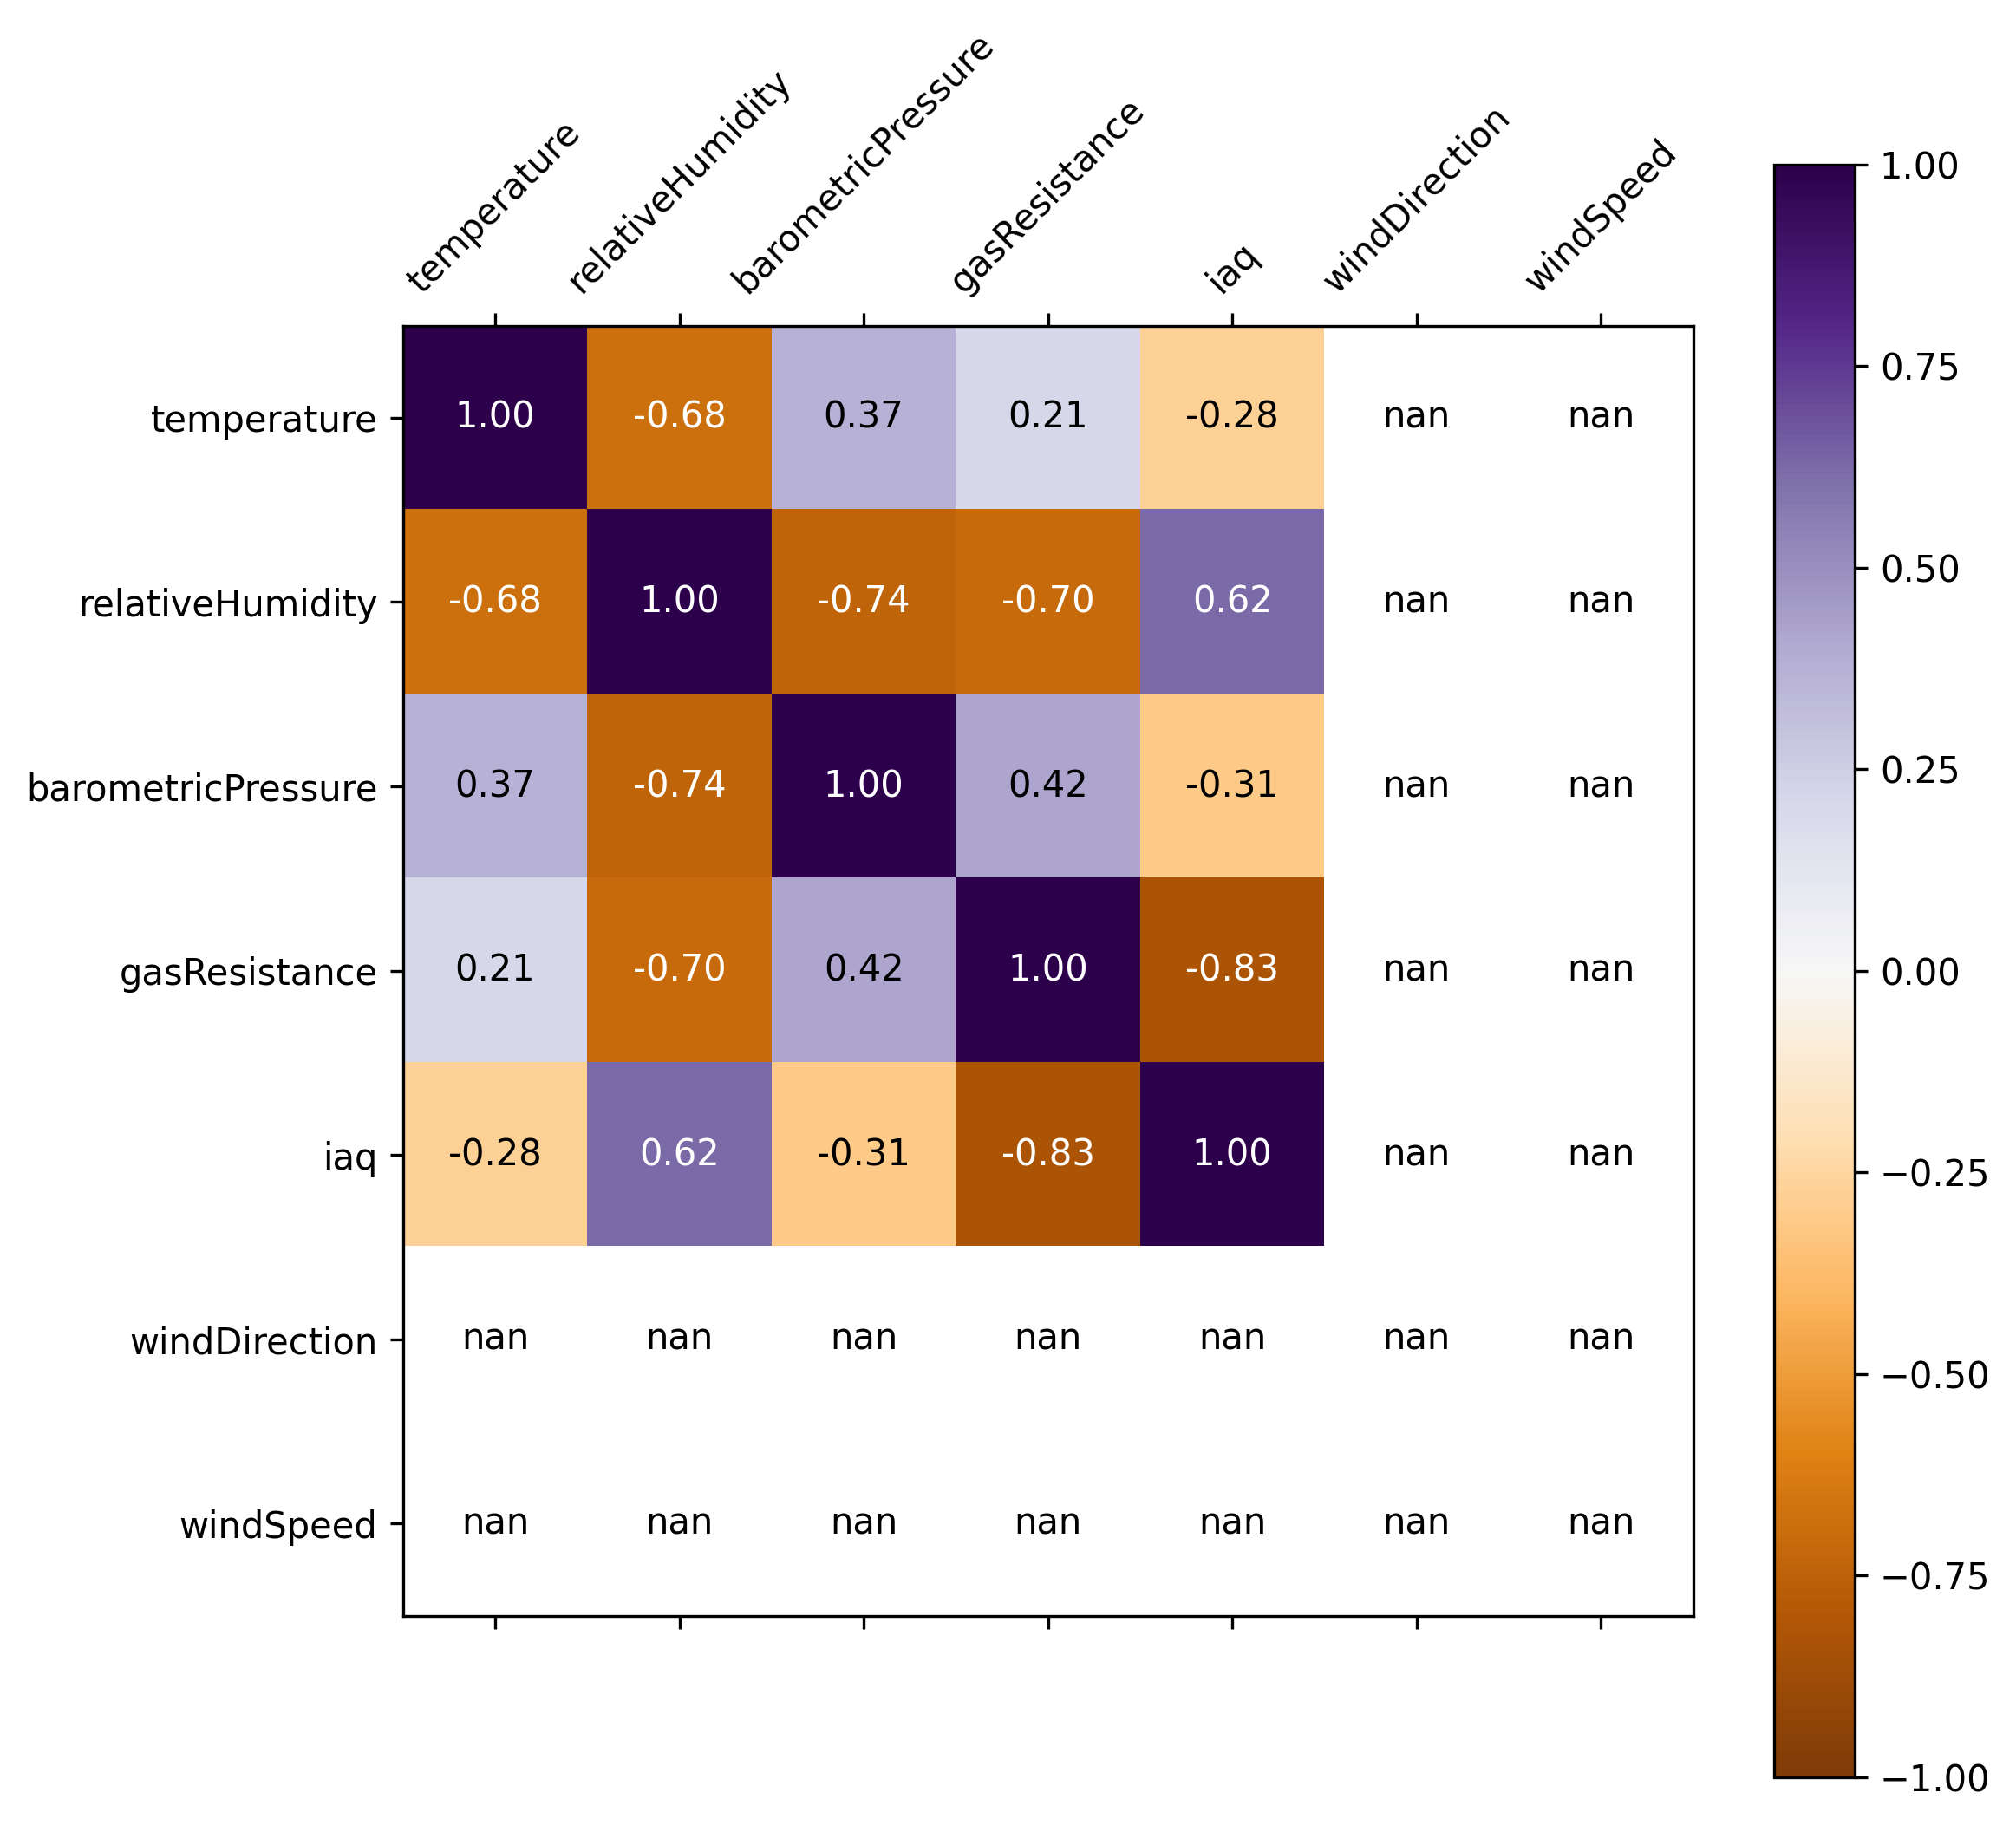 temperature relativeHumidity barometricPressure gasResistance iaq windDirection windSpeed
temperature 1.00 -0.68 0.37 0.21 -0.28 nan nan
relativeHumidity -0.68 1.00 -0.74 -0.70 0.62 nan nan
barometricPressure 0.37 -0.74 1.00 0.42 -0.31 nan nan
gasResistance 0.21 -0.70 0.42 1.00 -0.83 nan nan
iaq -0.28 0.62 -0.31 -0.83 1.00 nan nan
windDirection nan nan nan nan nan nan nan
windSpeed nan nan nan nan nan nan nan
1.00
0.75
0.50
0.25
0.00
−0.25
−0.50
−0.75
−1.00